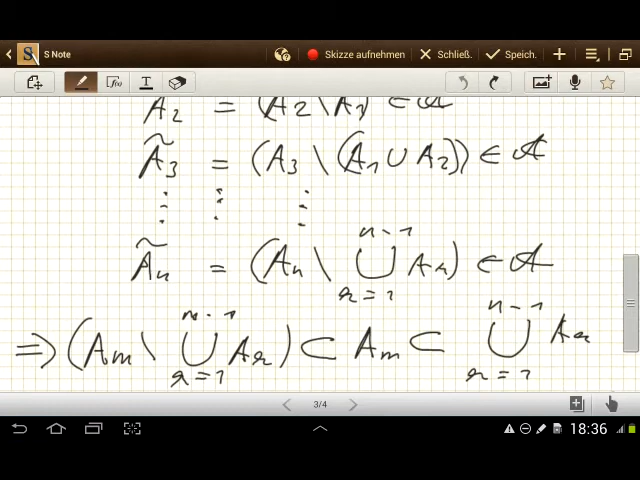 S Note
Skizze aufnehmen Schließ. Speich.
f(x) T
Ã₂ = (A₂ \ A₁) ∈ 𝒜
Ã₃ = (A₃ \ (A₁ ∪ A₂)) ∈ 𝒜
⋮ ⋮ ⋮
Ãₙ = (Aₙ \ ⋃_{k=1}^{n-1} Aₖ) ∈ 𝒜
⇒ (Aₘ \ ⋃_{k=1}^{m-1} Aₖ) ⊂ Aₘ ⊂ ⋃_{k=1}^{n-1} Aₖ
3/4
18:36